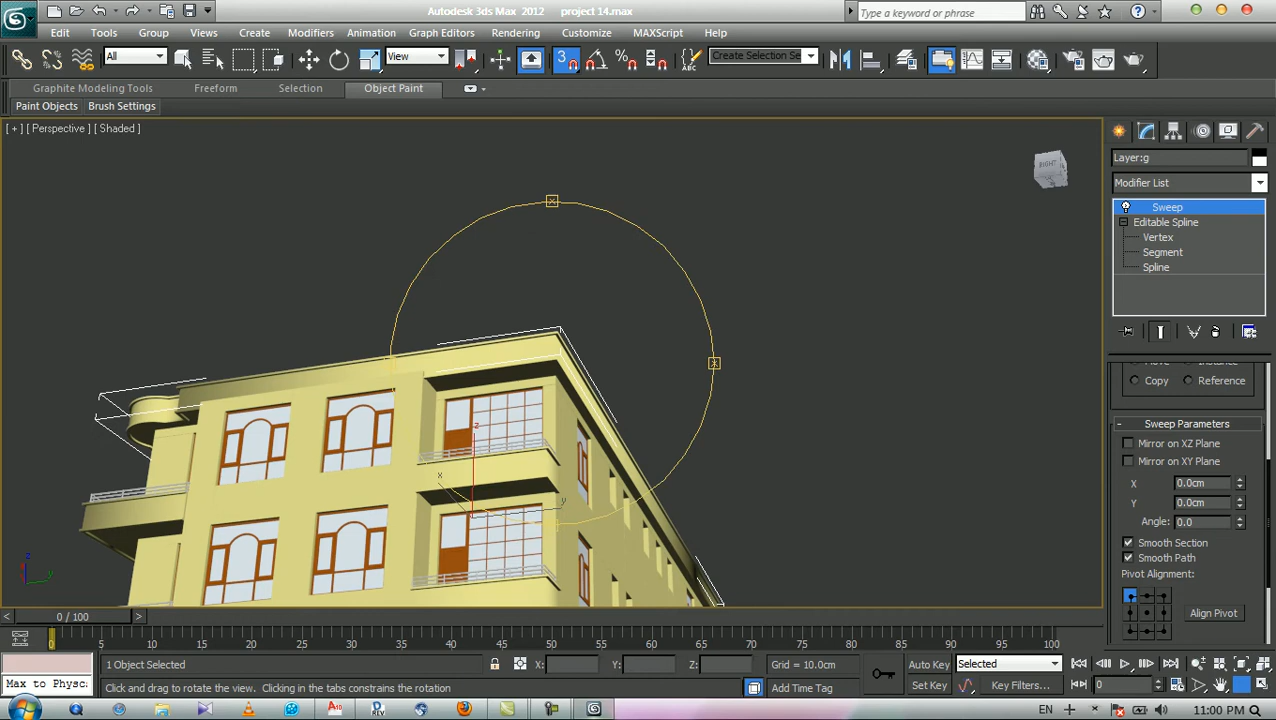 Autodesk 3ds Max 2012 project 14.max
Type a keyword or phrase
Edit Tools Group Views Create Modifiers Animation Graph Editors Rendering Customize MAXScript Help
All View 3 Create Selection Se
Graphite Modeling Tools Freeform Selection Object Paint
Paint Objects Brush Settings
[ + ] [ Perspective ] [ Shaded ]
RIGHT
Layer:g
Modifier List
Sweep
Editable Spline
Vertex
Segment
Spline
Copy Reference
Sweep Parameters
Mirror on XZ Plane
Mirror on XY Plane
X 0.0cm
Y 0.0cm
Angle: 0.0
Smooth Section
Smooth Path
Pivot Alignment:
Align Pivot
z
x
y
z
y
0 / 100
0 5 10 15 20 25 30 35 40 45 50 55 60 65 70 75 80 85 90 95 100
1 Object Selected X: Y: Z: Grid = 10.0cm Auto Key Selected
Max to Physc Click and drag to rotate the view. Clicking in the tabs constrains the rotation Add Time Tag Set Key Key Filters... 0
11:00 PM